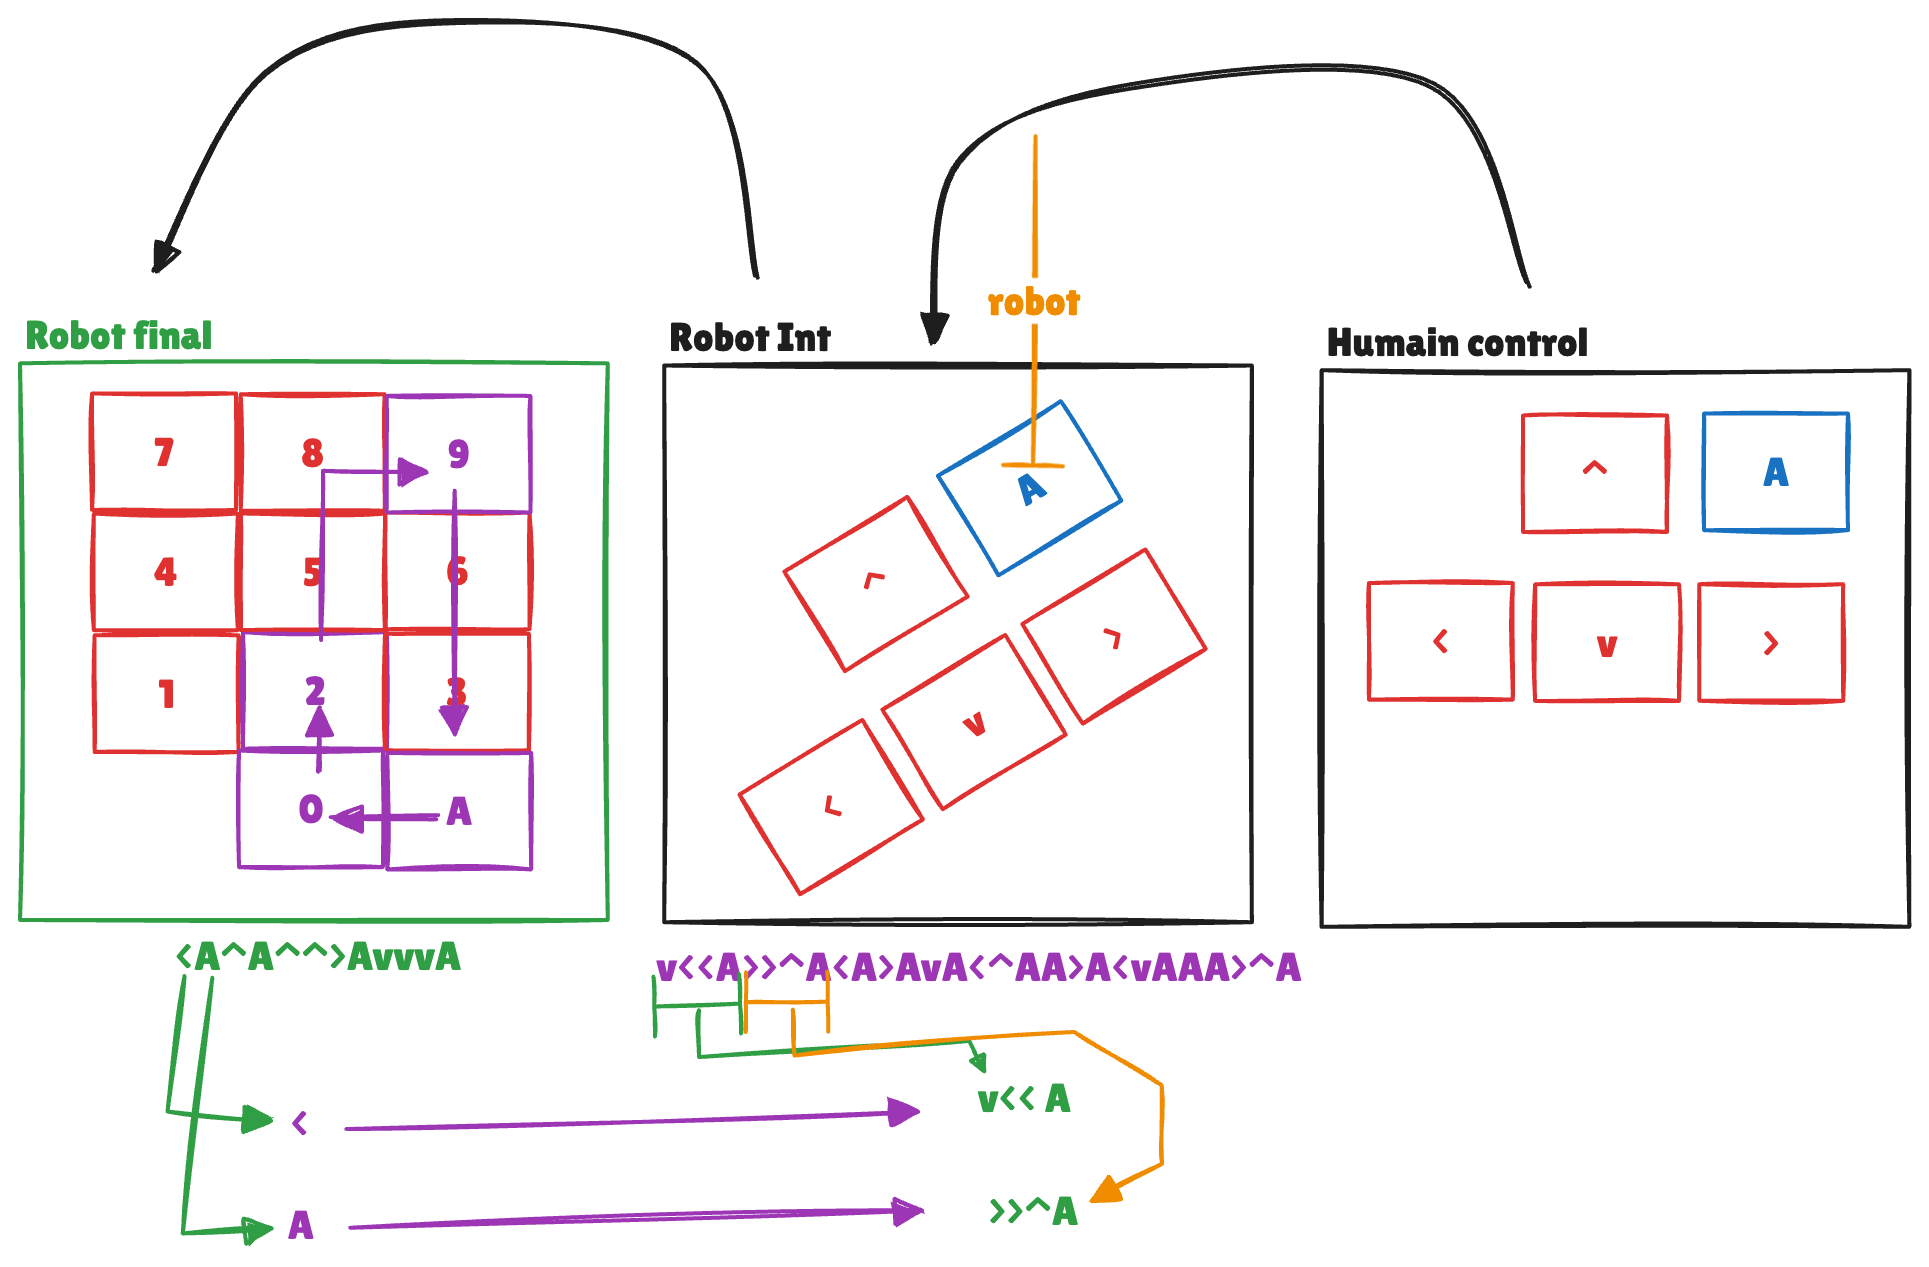 robot
Robot final
Robot Int
Humain control
7 8 9
4 5 6
1 2 3
0 A
A
^ >
v
<
^ A
< v >
<A^A^^>AvvvA
v<<A>>^A<A>AvA<^AA>A<vAAA>^A
<
v<< A
A
>>^A